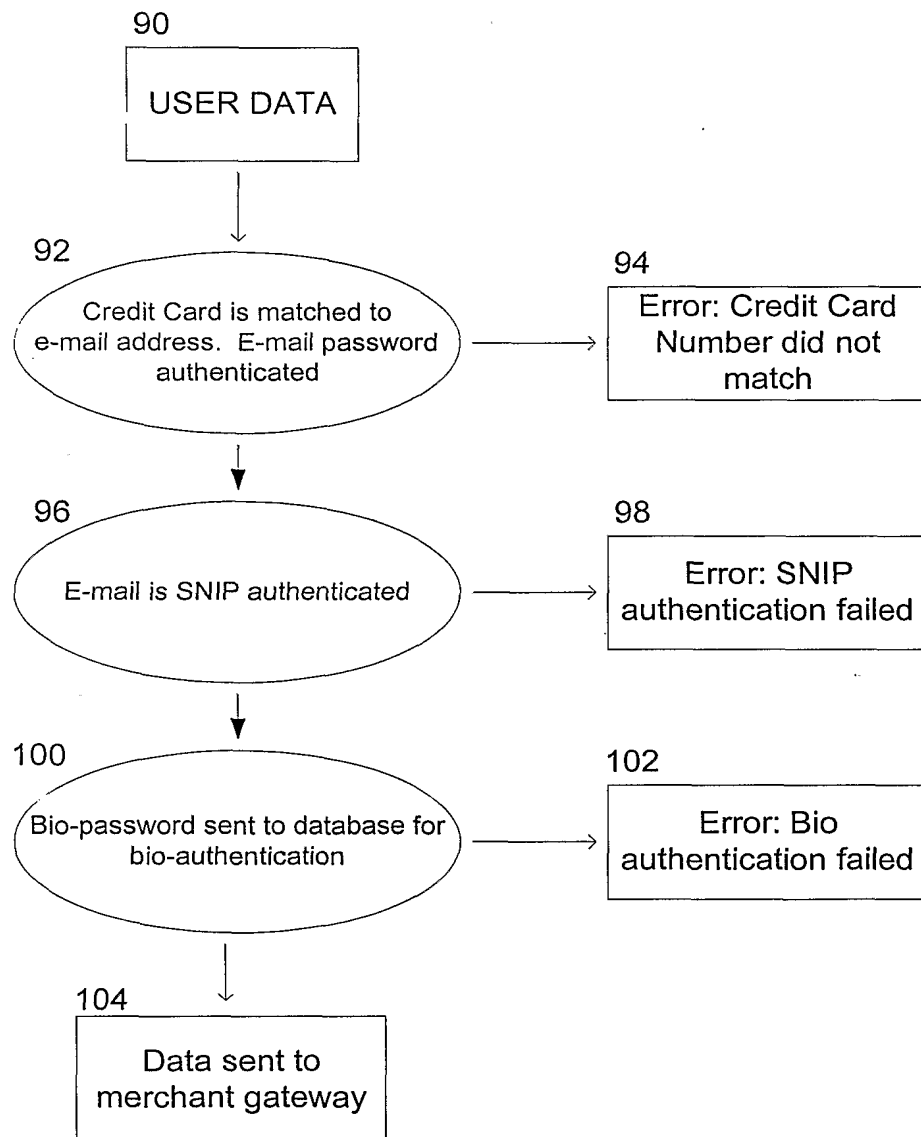 90
USER DATA
92
Credit Card is matched to
e-mail address. E-mail password
authenticated
94
Error: Credit Card
Number did not
match
96
E-mail is SNIP authenticated
98
Error: SNIP
authentication failed
100
Bio-password sent to database for
bio-authentication
102
Error: Bio
authentication failed
104
Data sent to
merchant gateway